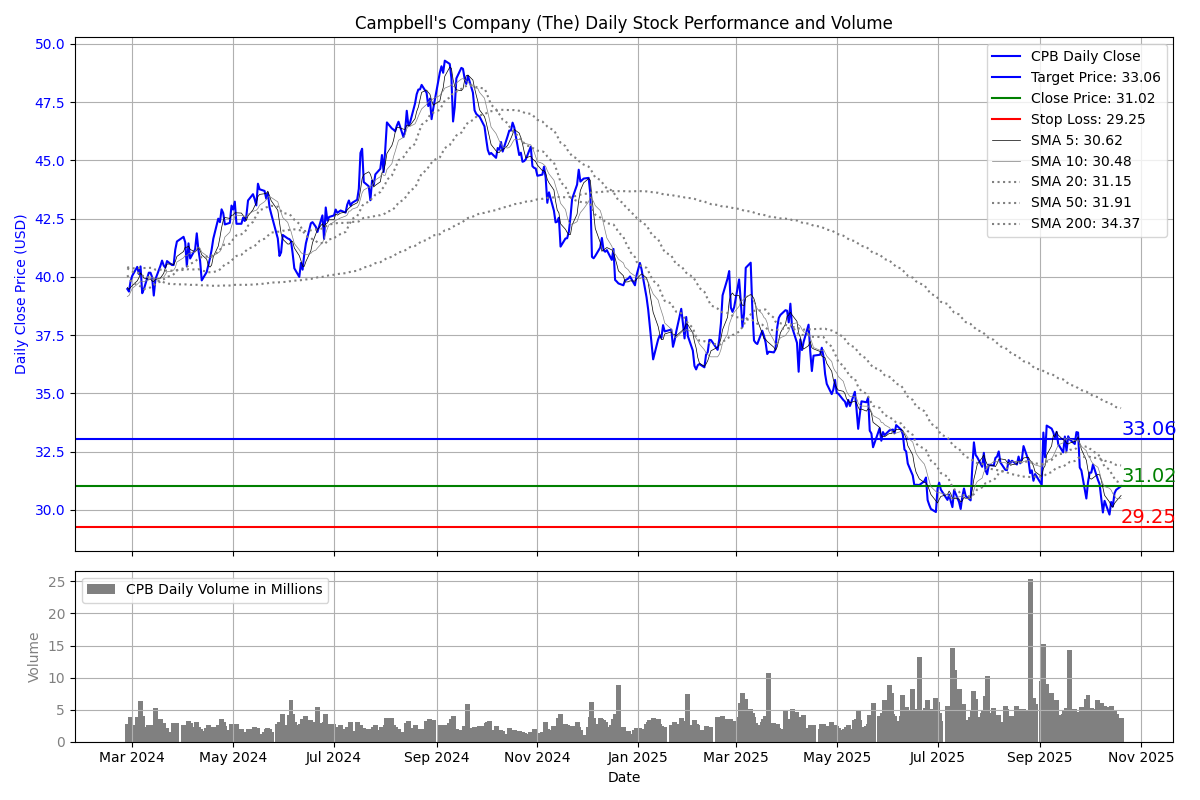 Campbell's Company (The) Daily Stock Performance and Volume
Daily Close Price (USD)
50.0
47.5
45.0
42.5
40.0
37.5
35.0
32.5
30.0
CPB Daily Close
Target Price: 33.06
Close Price: 31.02
Stop Loss: 29.25
SMA 5: 30.62
SMA 10: 30.48
SMA 20: 31.15
SMA 50: 31.91
SMA 200: 34.37
33.06
31.02
29.25
Volume
25
20
15
10
5
0
CPB Daily Volume in Millions
Mar 2024
May 2024
Jul 2024
Sep 2024
Nov 2024
Jan 2025
Mar 2025
May 2025
Jul 2025
Sep 2025
Nov 2025
Date